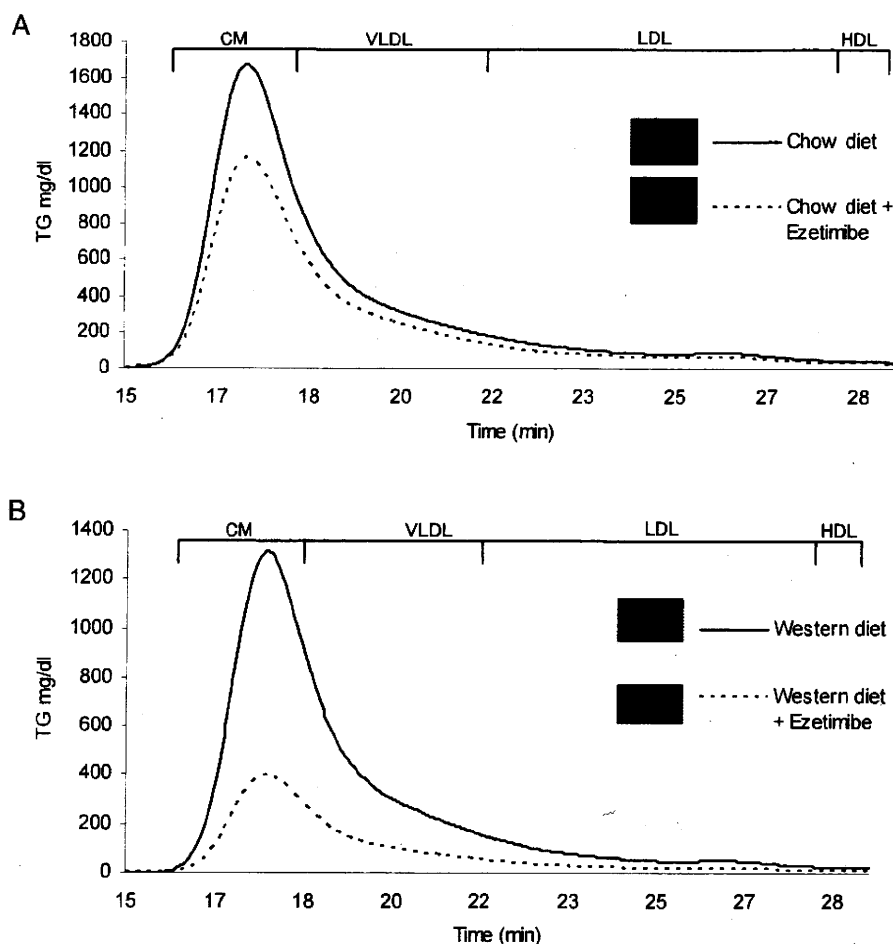 A
1800
1600
1400
1200
1000
800
600
400
200
0
TG mg/dl
CM VLDL LDL HDL
Chow diet
Chow diet +
Ezetimibe
15 17 18 20 22 23 25 27 28
Time (min)
B
1400
1200
1000
800
600
400
200
0
TG mg/dl
CM VLDL LDL HDL
Western diet
Western diet
+ Ezetimibe
15 17 18 20 22 23 25 27 28
Time (min)